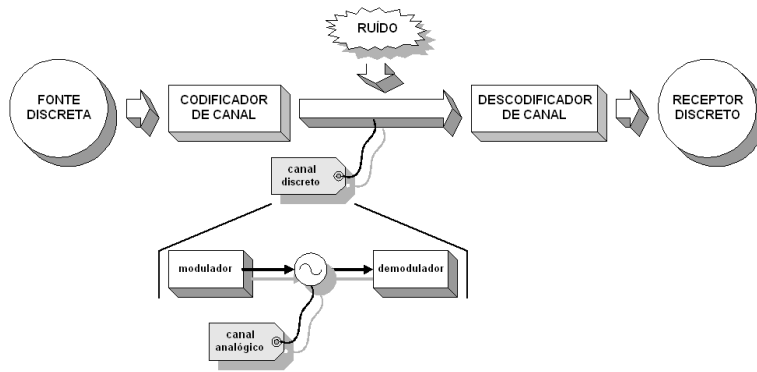 RUÍDO
FONTE
DISCRETA
CODIFICADOR
DE CANAL
DESCODIFICADOR
DE CANAL
RECEPTOR
DISCRETO
canal
discreto
modulador
demodulador
canal
analógico